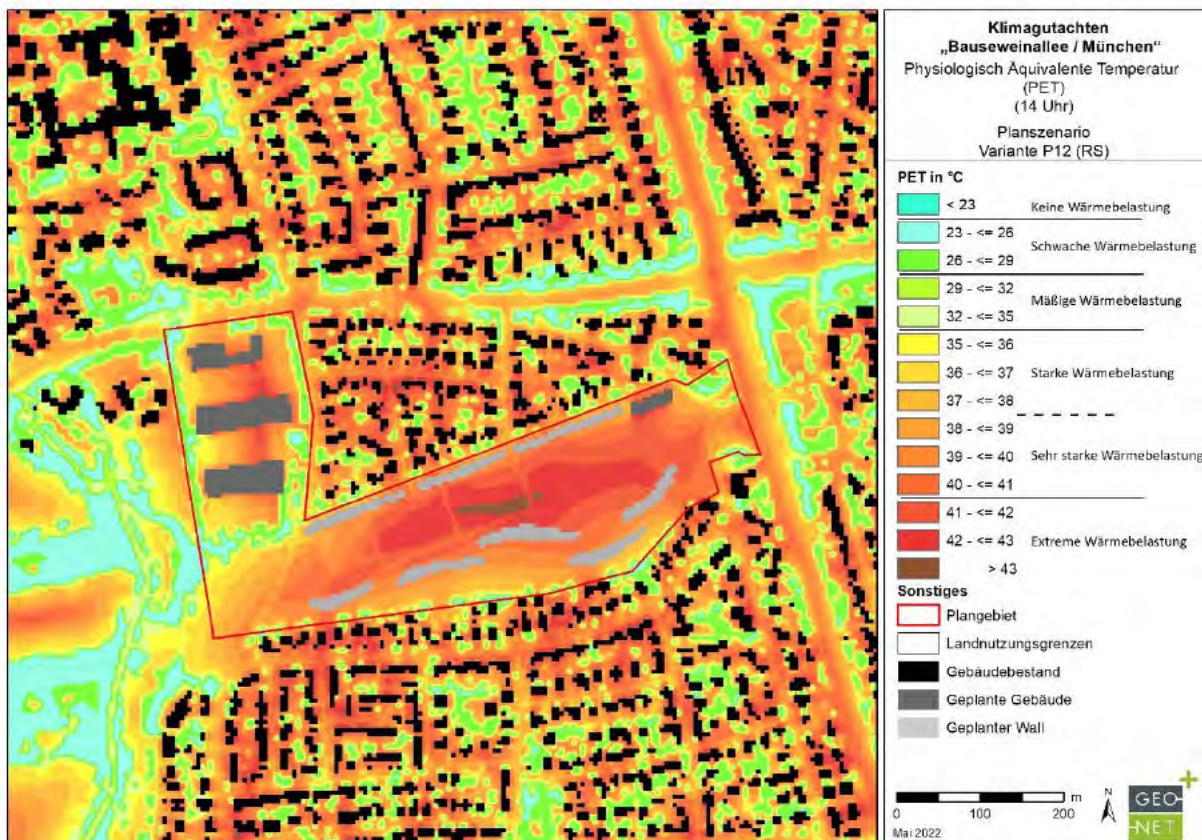 Klimagutachten
„Bauseweinallee / München“
Physiologisch Äquivalente Temperatur
(PET)
(14 Uhr)
Planszenario
Variante P12 (RS)
PET in °C
< 23 Keine Wärmebelastung
23 - <= 26
Schwache Wärmebelastung
26 - <= 29
29 - <= 32
Mäßige Wärmebelastung
32 - <= 35
35 - <= 36
36 - <= 37 Starke Wärmebelastung
37 - <= 38
38 - <= 39
39 - <= 40 Sehr starke Wärmebelastung
40 - <= 41
41 - <= 42
42 - <= 43 Extreme Wärmebelastung
> 43
Sonstiges
Plangebiet
Landnutzungsgrenzen
Gebäudebestand
Geplante Gebäude
Geplanter Wall
0 100 200 m
N
Mai 2022
GEO
NET